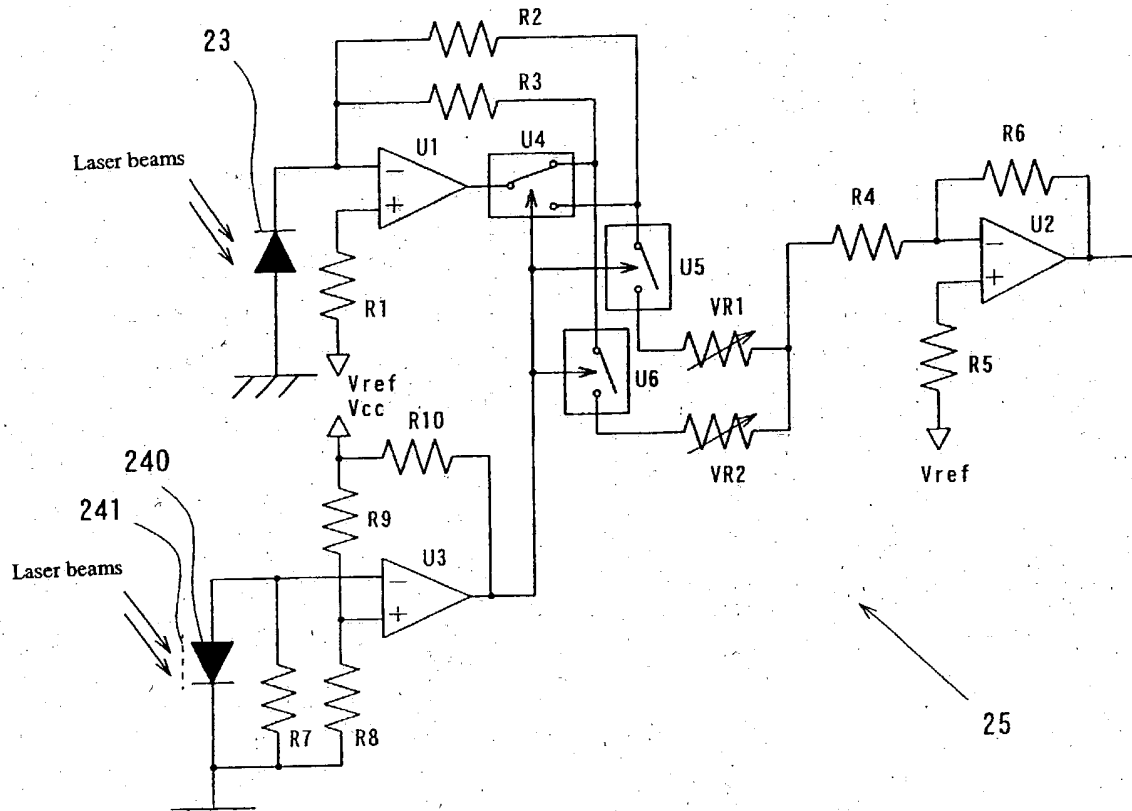 R2
23
R3
U4
U1
R6
Laser beams
−
+
R4
U2
−
+
U5
R1
VR1
R5
Vref
U6
Vcc
R10
VR2
Vref
240
241
R9
U3
Laser beams
−
+
R7
R8
25